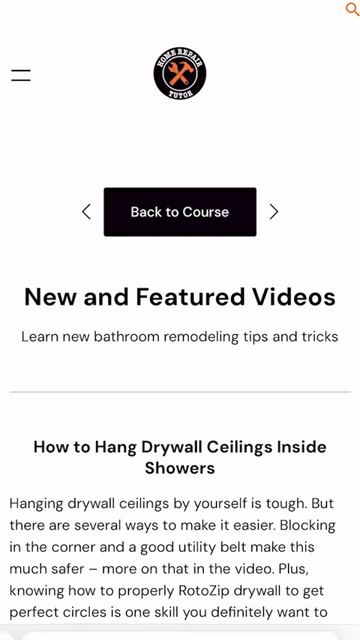 HOME REPAIR
TUTOR
Back to Course
New and Featured Videos
Learn new bathroom remodeling tips and tricks
How to Hang Drywall Ceilings Inside
Showers
Hanging drywall ceilings by yourself is tough. But
there are several ways to make it easier. Blocking
in the corner and a good utility belt make this
much safer – more on that in the video. Plus,
knowing how to properly RotoZip drywall to get
perfect circles is one skill you definitely want to